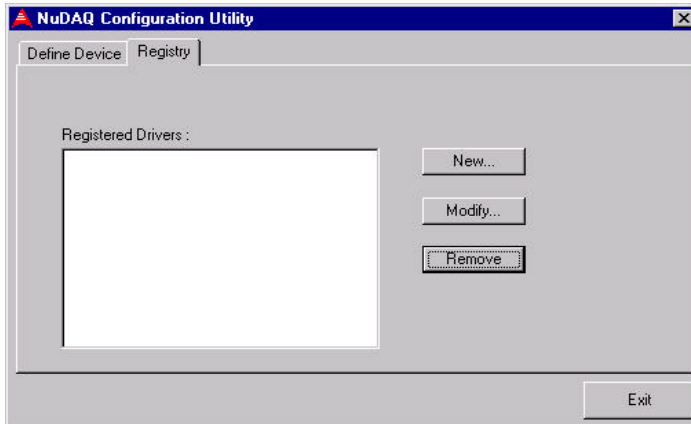 NuDAQ Configuration Utility
Define Device
Registry
Registered Drivers :
New...
Modify...
Remove
Exit